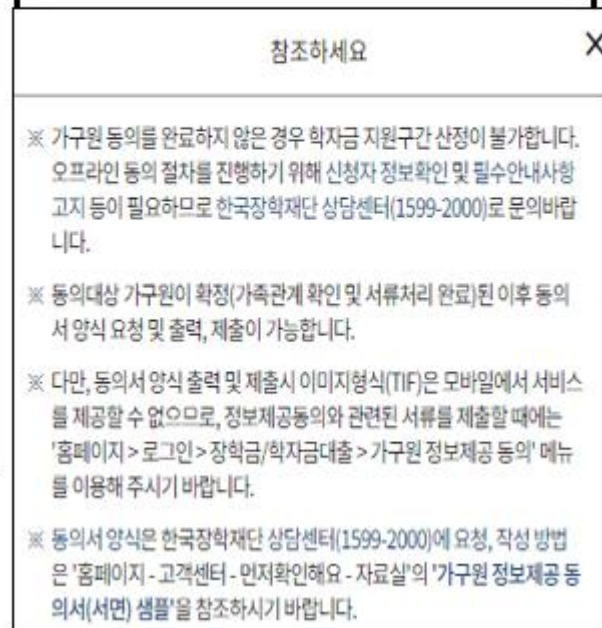 참조하세요
X
※ 가구원 동의를 완료하지 않은 경우 학자금 지원구간 산정이 불가합니다.
오프라인 동의 절차를 진행하기 위해 신청자 정보확인 및 필수안내사항
고지 등이 필요하므로 한국장학재단 상담센터(1599-2000)로 문의바랍
니다.
※ 동의대상 가구원이 확정(가족관계 확인 및 서류처리 완료)된 이후 동의
서 양식 요청 및 출력, 제출이 가능합니다.
※ 다만, 동의서 양식 출력 및 제출시 이미지형식(TIF)은 모바일에서 서비스
를 제공할 수 없으므로, 정보제공동의와 관련된 서류를 제출할 때에는
'홈페이지 > 로그인 > 장학금/학자금대출 > 가구원 정보제공 동의' 메뉴
를 이용해 주시기 바랍니다.
※ 동의서 양식은 한국장학재단 상담센터(1599-2000)에 요청, 작성 방법
은 '홈페이지 - 고객센터 - 먼저확인해요 - 자료실'의 '가구원 정보제공 동
의서(서면) 샘플'을 참조하시기 바랍니다.